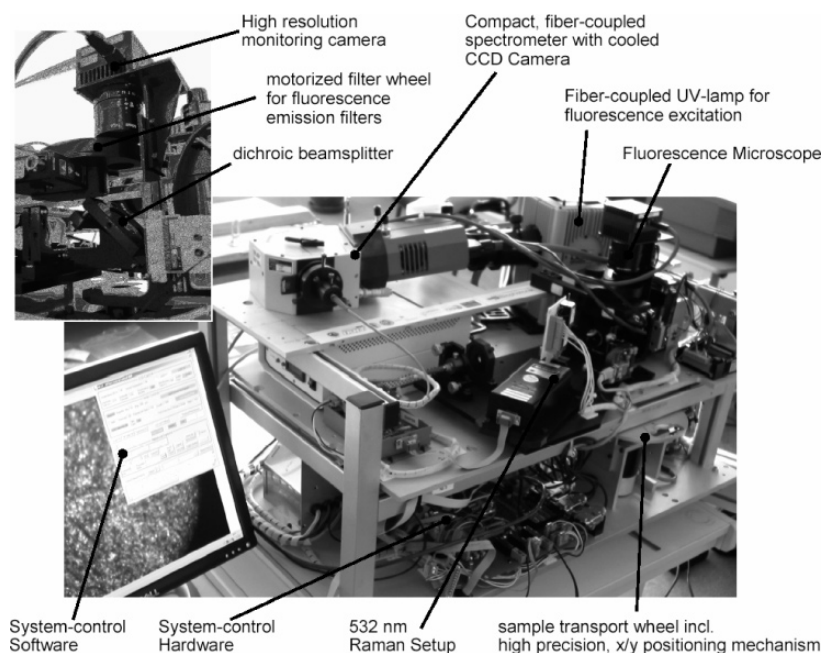 High resolution
monitoring camera
motorized filter wheel
for fluorescence
emission filters
dichroic beamsplitter
Compact, fiber-coupled
spectrometer with cooled
CCD Camera
Fiber-coupled UV-lamp for
fluorescence excitation
Fluorescence Microscope
System-control
Software
System-control
Hardware
532 nm
Raman Setup
sample transport wheel incl.
high precision, x/y positioning mechanism